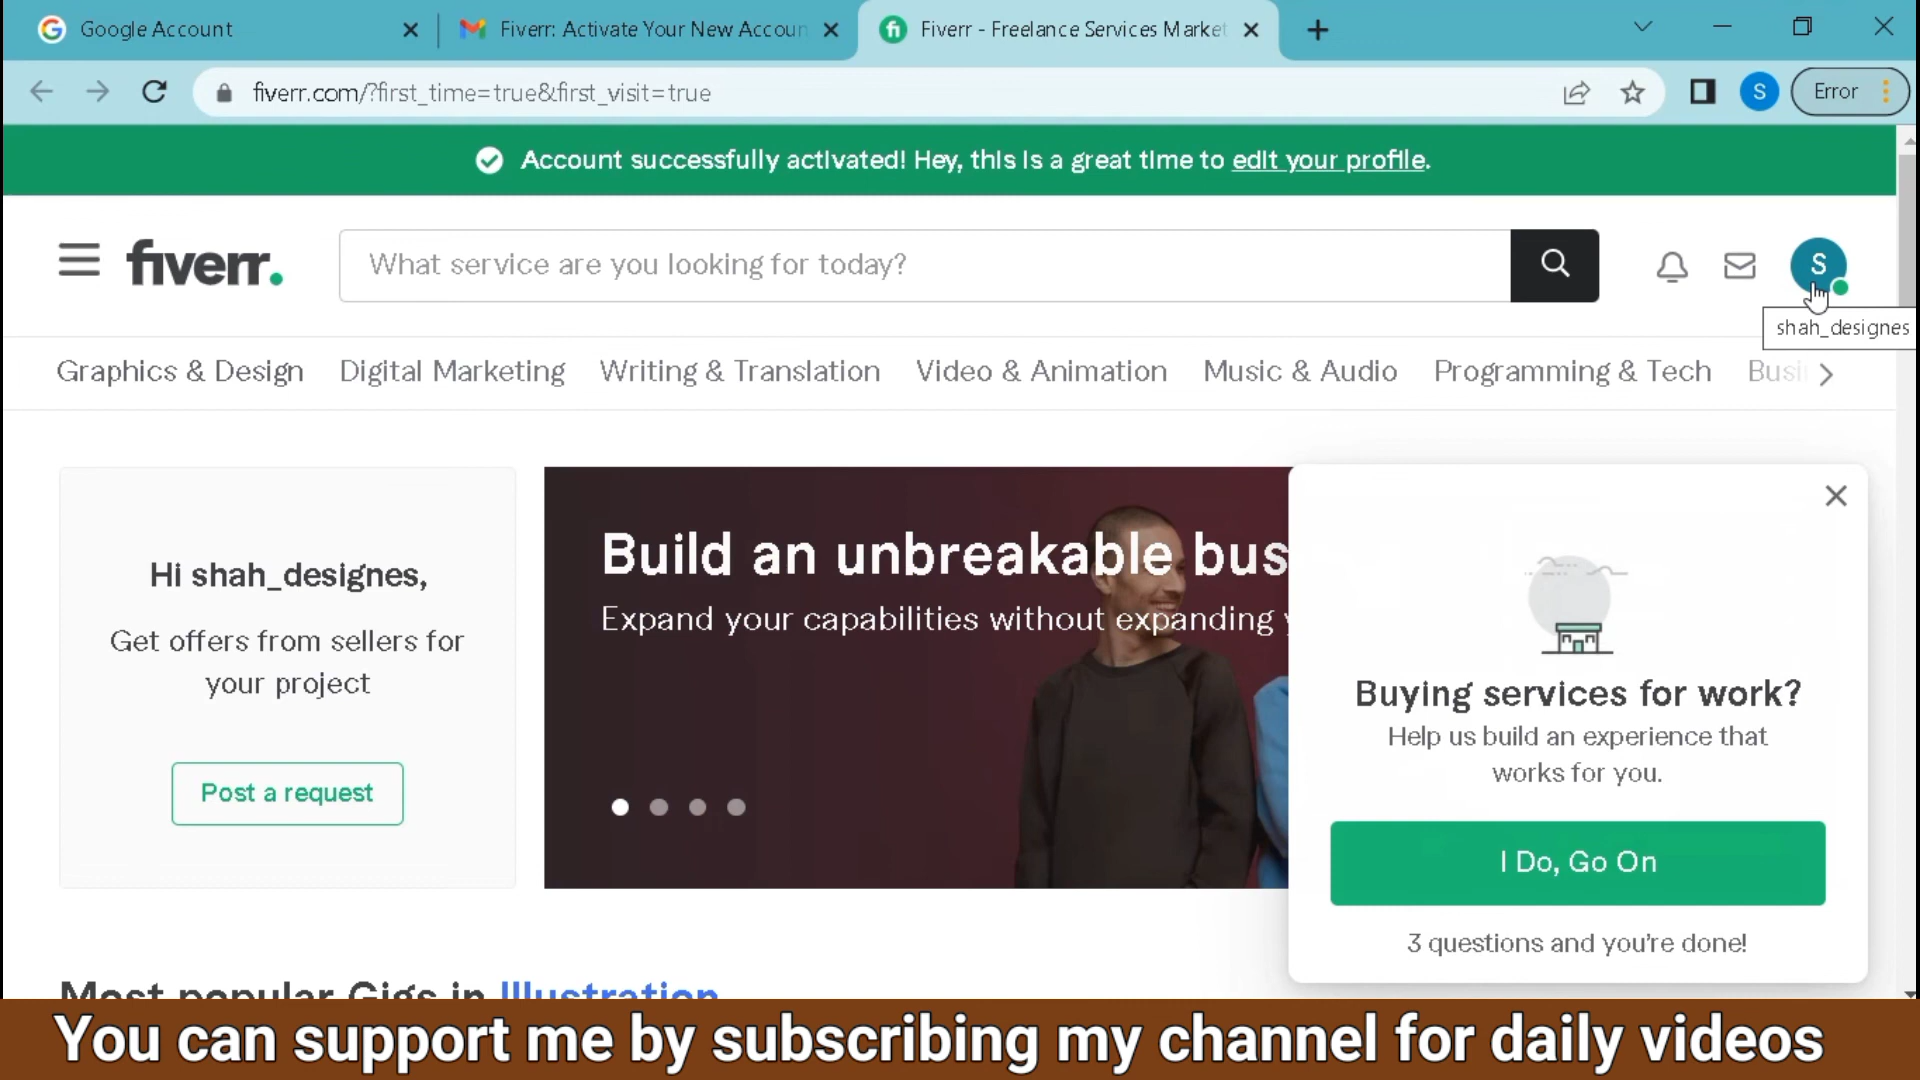 Google Account
Fiverr: Activate Your New Accoun
Fiverr - Freelance Services Market
fiverr.com/?first_time=true&first_visit=true
S
Error
Account successfully activated! Hey, this is a great time to edit your profile.
fiverr.
What service are you looking for today?
S
shah_designes
Graphics & Design
Digital Marketing
Writing & Translation
Video & Animation
Music & Audio
Programming & Tech
Busi
Hi shah_designes,
Get offers from sellers for
your project
Post a request
Build an unbreakable bus
Expand your capabilities without expanding y
Buying services for work?
Help us build an experience that
works for you.
I Do, Go On
3 questions and you're done!
Most popular Gigs in Illustration
You can support me by subscribing my channel for daily videos